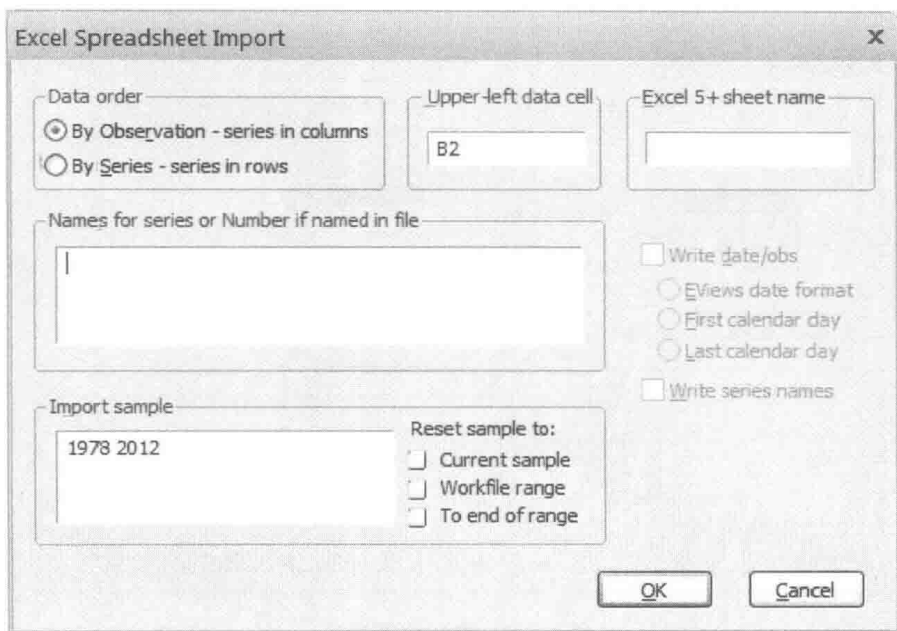 Excel Spreadsheet Import
Data order
By Observation - series in columns
By Series - series in rows
Upper-left data cell
B2
Excel 5+ sheet name
Names for series or Number if named in file
Write date/obs
EViews date format
First calendar day
Last calendar day
Write series names
Import sample
1978 2012
Reset sample to:
Current sample
Workfile range
To end of range
OK
Cancel